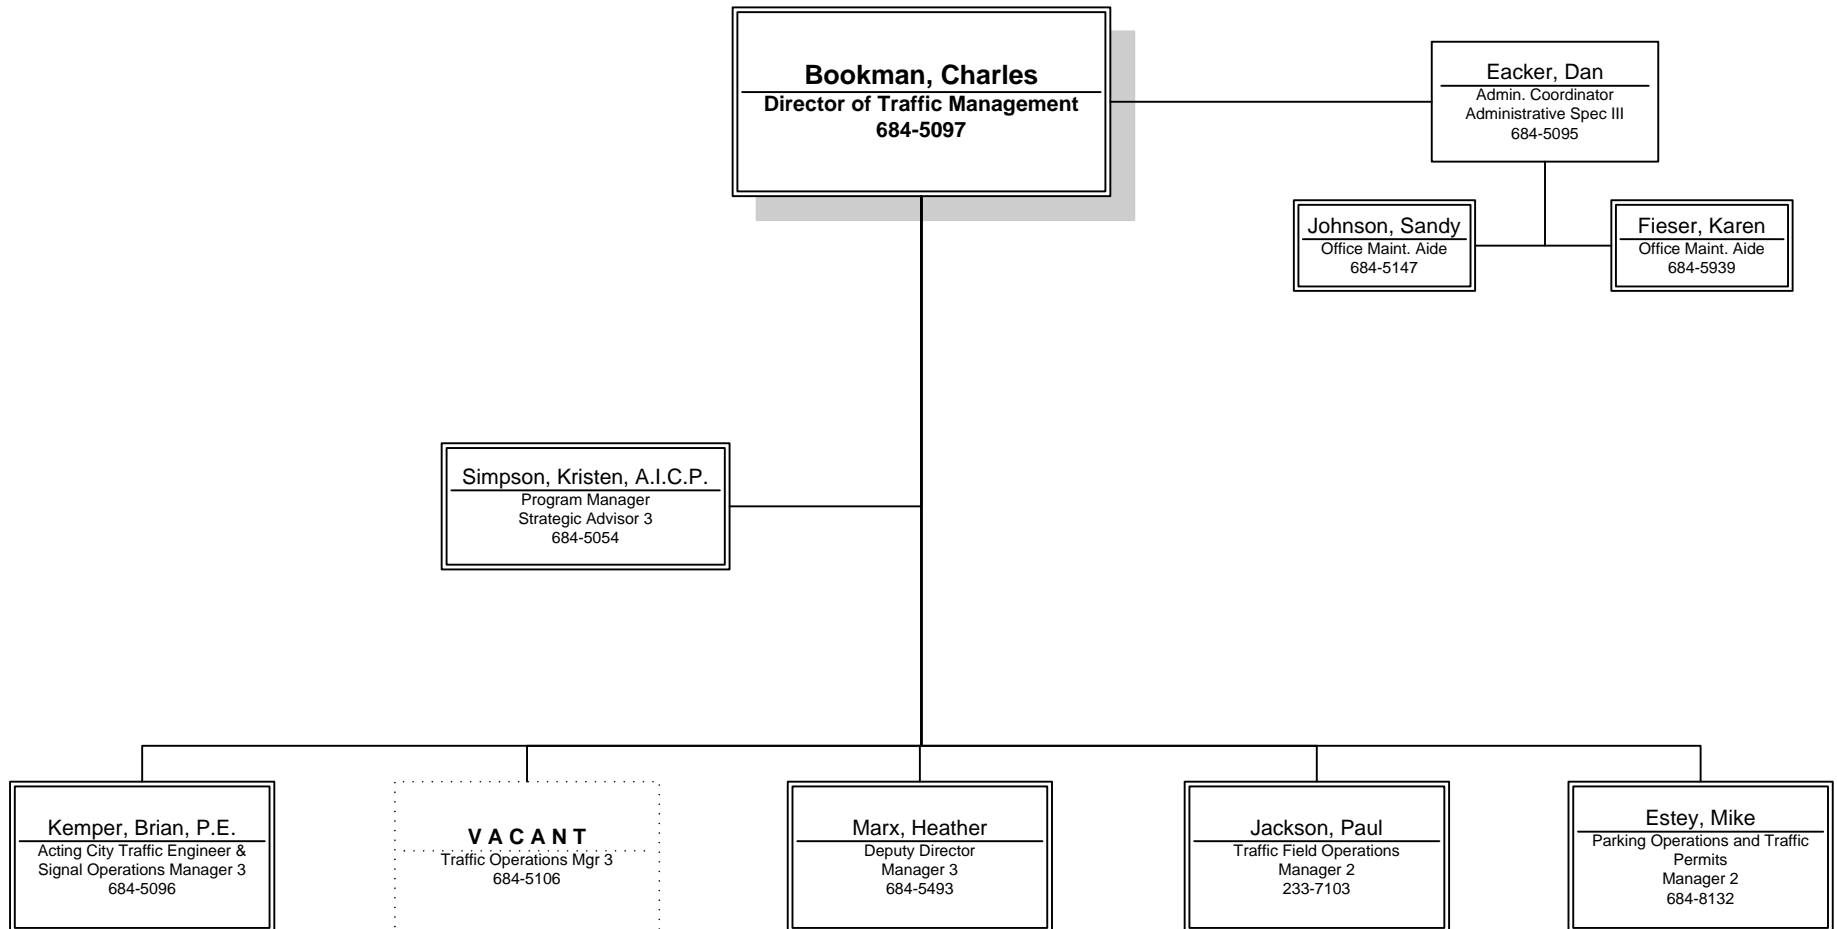 Bookman, Charles
Director of Traffic Management
684-5097
Eacker, Dan
Admin. Coordinator
Administrative Spec III
684-5095
Johnson, Sandy
Office Maint. Aide
684-5147
Fieser, Karen
Office Maint. Aide
684-5939
Simpson, Kristen, A.I.C.P.
Program Manager
Strategic Advisor 3
684-5054
Kemper, Brian, P.E.
Acting City Traffic Engineer &
Signal Operations Manager 3
684-5096
V A C A N T
Traffic Operations Mgr 3
684-5106
Marx, Heather
Deputy Director
Manager 3
684-5493
Jackson, Paul
Traffic Field Operations
Manager 2
233-7103
Estey, Mike
Parking Operations and Traffic
Permits
Manager 2
684-8132